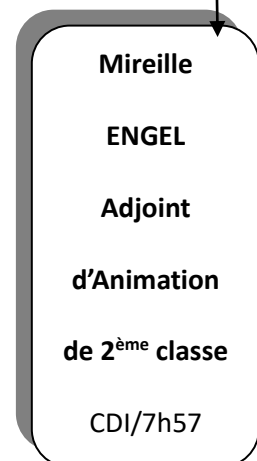 Mireille
ENGEL
Adjoint
d’Animation
de 2ème classe
CDI/7h57